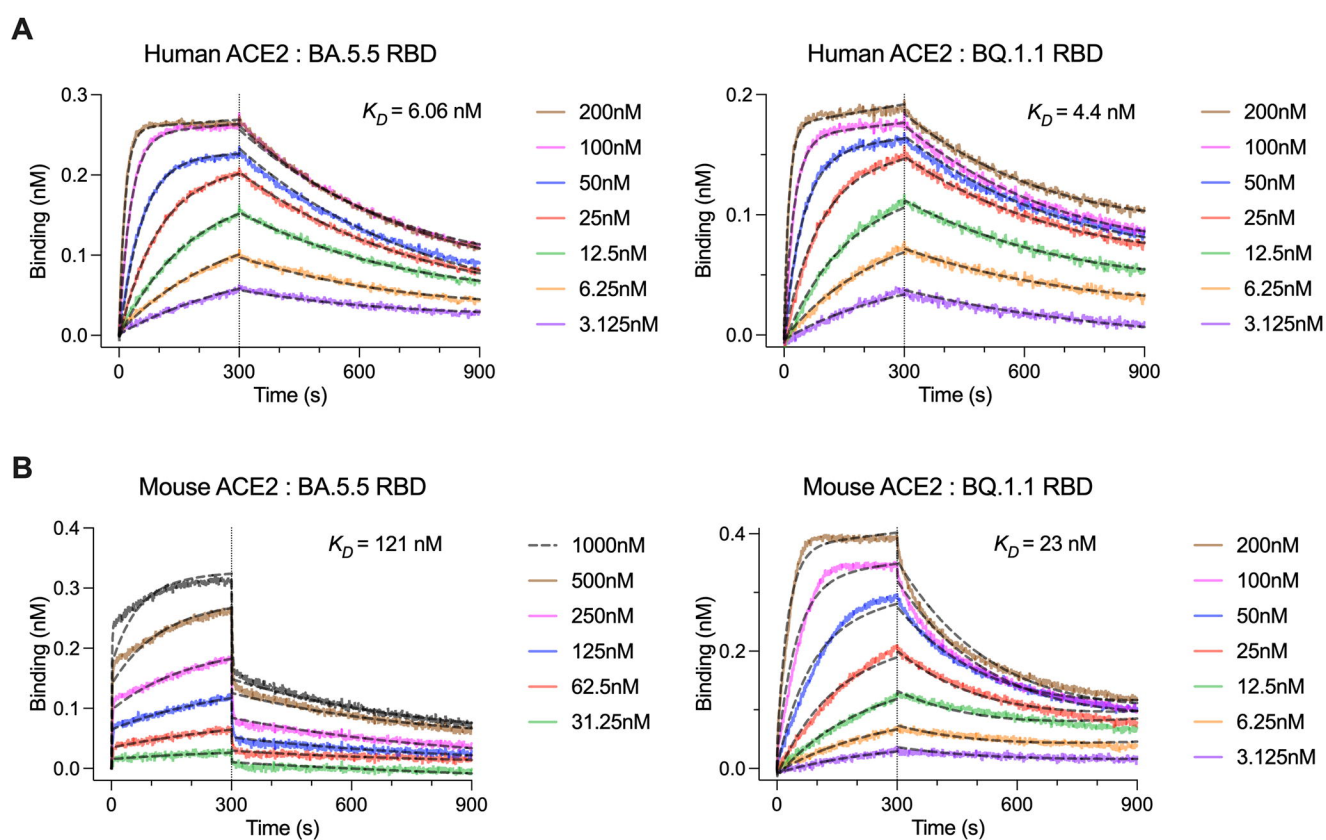 A
Human ACE2 : BA.5.5 RBD
K_D = 6.06 nM
Binding (nM)
0.3
0.2
0.1
0.0
0 300 600 900
Time (s)
200nM
100nM
50nM
25nM
12.5nM
6.25nM
3.125nM
Human ACE2 : BQ.1.1 RBD
K_D = 4.4 nM
Binding (nM)
0.2
0.1
0.0
0 300 600 900
Time (s)
200nM
100nM
50nM
25nM
12.5nM
6.25nM
3.125nM
B
Mouse ACE2 : BA.5.5 RBD
K_D = 121 nM
Binding (nM)
0.4
0.3
0.2
0.1
0.0
0 300 600 900
Time (s)
1000nM
500nM
250nM
125nM
62.5nM
31.25nM
Mouse ACE2 : BQ.1.1 RBD
K_D = 23 nM
Binding (nM)
0.4
0.2
0.0
0 300 600 900
Time (s)
200nM
100nM
50nM
25nM
12.5nM
6.25nM
3.125nM